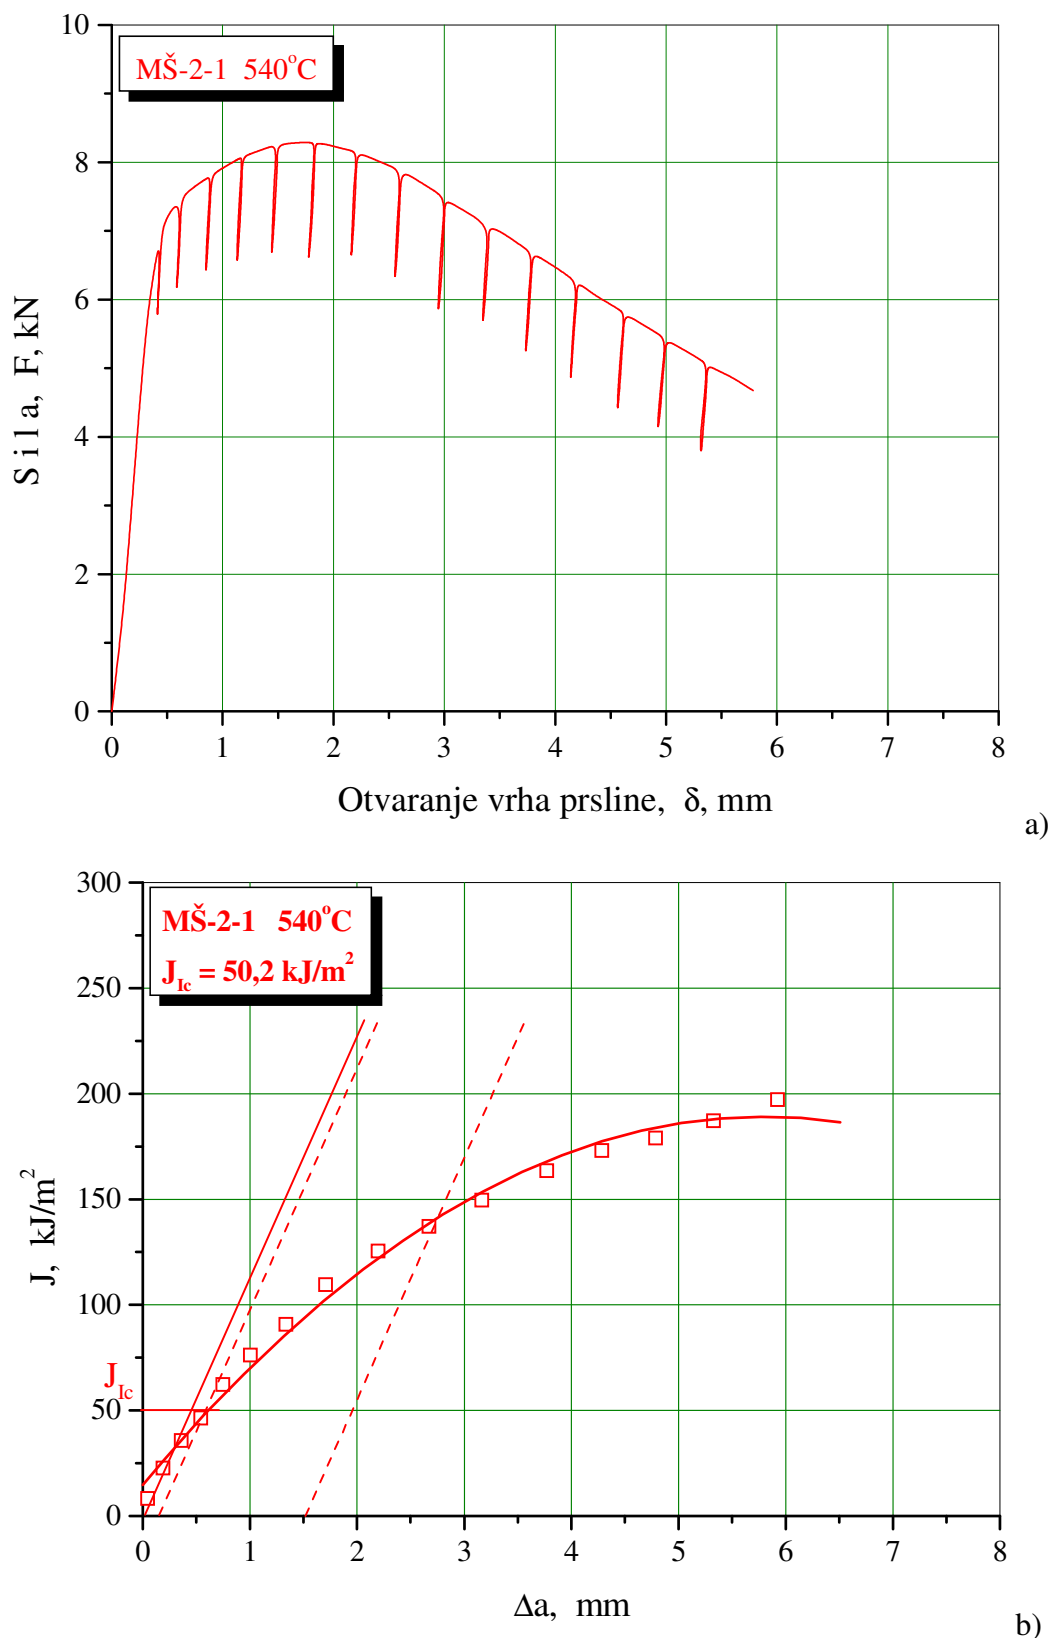 MŠ-2-1 540°C
10
8
6
4
2
0
S i l a, F, kN
0 1 2 3 4 5 6 7 8
Otvaranje vrha prsline, δ, mm
a)
MŠ-2-1 540°C
J_Ic = 50,2 kJ/m²
300
250
200
150
100
J_Ic
50
0
J, kJ/m²
0 1 2 3 4 5 6 7 8
Δa, mm
b)